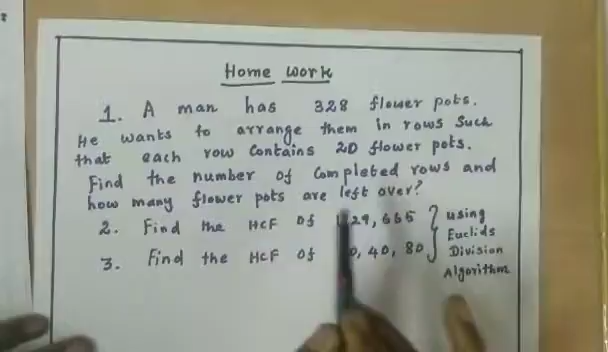 Home work
1. A man has 328 flower pots.
He wants to arrange them in rows such
that each row contains 20 flower pots.
Find the number of completed rows and
how many flower pots are left over?
2. Find the HCF of 29, 665 } using
Euclids
3. Find the HCF of 0, 40, 80 Division
Algorithm